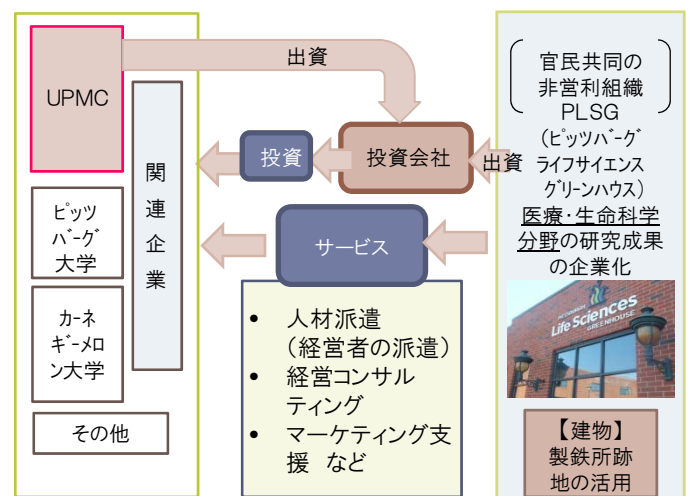 UPMC
関
連
企
業
ピッツ
バーグ
大学
カーネ
ギーメロ
ン大学
その他
出資
投資
投資会社
出資
サービス
• 人材派遣
（経営者の派遣）
• 経営コンサル
ティング
• マーケティング支
援 など
官民共同の
非営利組織
PLSG
（ピッツバーグ
ライフサイエンス
グリーンハウス）
医療・生命科学
分野の研究成果
の企業化
PITTSBURGH
Life Sciences
GREENHOUSE
【建物】
製鉄所跡
地の活用